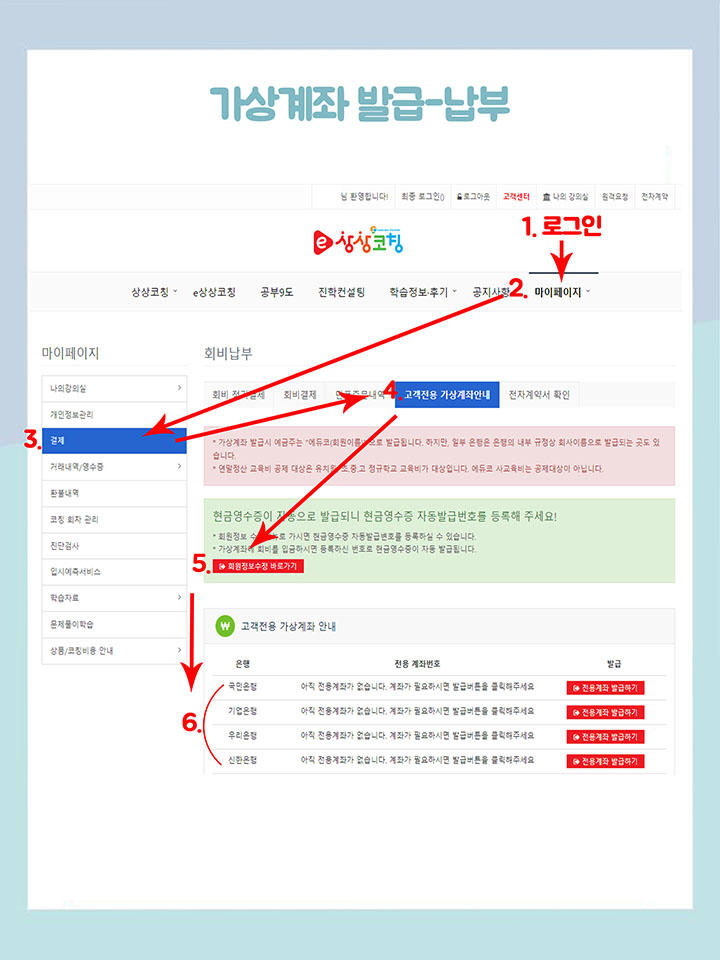 가상계좌 발급-납부
님 환영합니다!
최종 로그인()
로그아웃
고객센터
나의 강의실
원격요청
전자계약
1. 로그인
e상상코칭
상상코칭
e상상코칭
공부9도
진학컨설팅
학습정보·후기
공지사항
2.
마이페이지
마이페이지
나의강의실
개인정보관리
3.
결제
거래내역/영수증
환불내역
코칭 회차 관리
진단검사
입시예측서비스
학습자료
문제풀이학습
상품/코칭비용 안내
회비납부
회비 정기결제
회비결제
4.
고객전용 가상계좌안내
전자계약서 확인
* 가상계좌 발급시 예금주는 "에듀코(회원이름)"으로 발급됩니다. 하지만, 일부 은행은 은행의 내부 규정상 회사이름으로 발급되는 곳도 있
습니다.
* 연말정산 교육비 공제 대상은 유치원, 초.중.고 정규학교 교육비가 대상입니다. 에듀코 사교육비는 공제대상이 아닙니다.
현금영수증이 자동으로 발급되니 현금영수증 자동발급번호를 등록해 주세요!
* 회원정보 수정으로 가시면 현금영수증 자동발급번호를 등록하실 수 있습니다.
* 가상계좌에 회비를 입금하시면 등록하신 번호로 현금영수증이 자동 발급됩니다.
5.
회원정보수정 바로가기
고객전용 가상계좌 안내
은행 전용 계좌번호 발급
국민은행 아직 전용계좌가 없습니다. 계좌가 필요하시면 발급버튼을 클릭해주세요 전용계좌 발급하기
6.
기업은행 아직 전용계좌가 없습니다. 계좌가 필요하시면 발급버튼을 클릭해주세요 전용계좌 발급하기
우리은행 아직 전용계좌가 없습니다. 계좌가 필요하시면 발급버튼을 클릭해주세요 전용계좌 발급하기
신한은행 아직 전용계좌가 없습니다. 계좌가 필요하시면 발급버튼을 클릭해주세요 전용계좌 발급하기